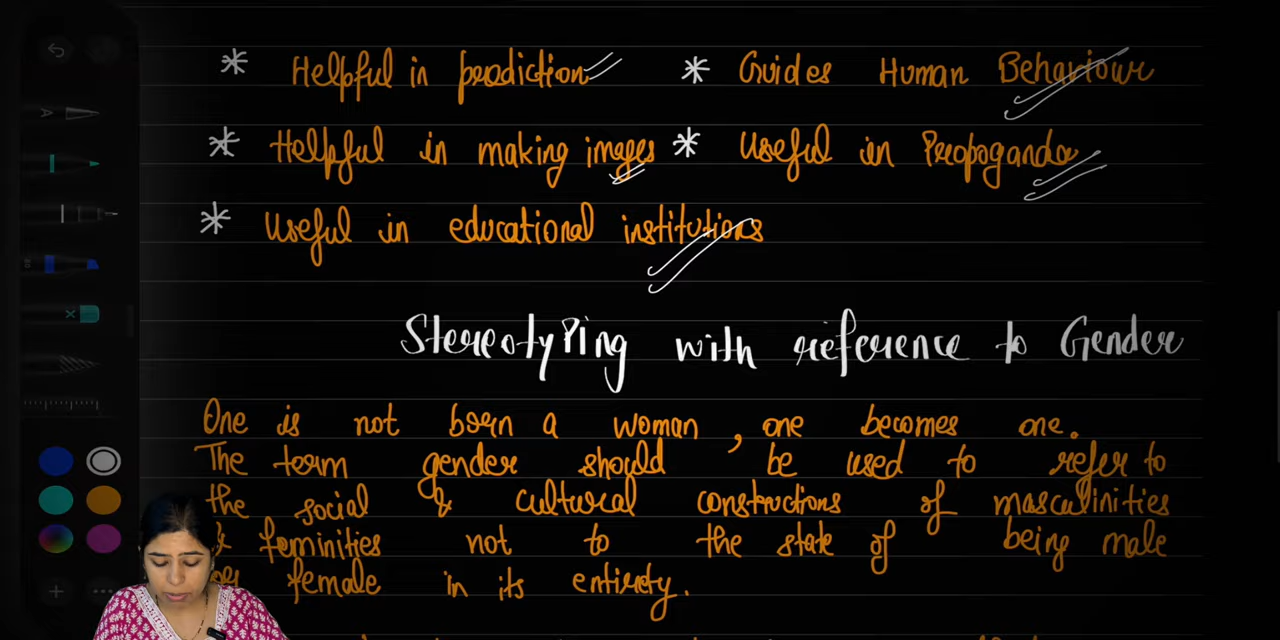 * Helpful in prediction * Guides Human Behaviour
* Helpful in making images * Useful in Propoganda
* Useful in educational institutions
Stereotyping with reference to Gender
One is not born a woman, one becomes one.
The term gender should be used to refer to
the social & cultural constructions of masculinities
& feminities not to the state of being male
or female in its entirety.